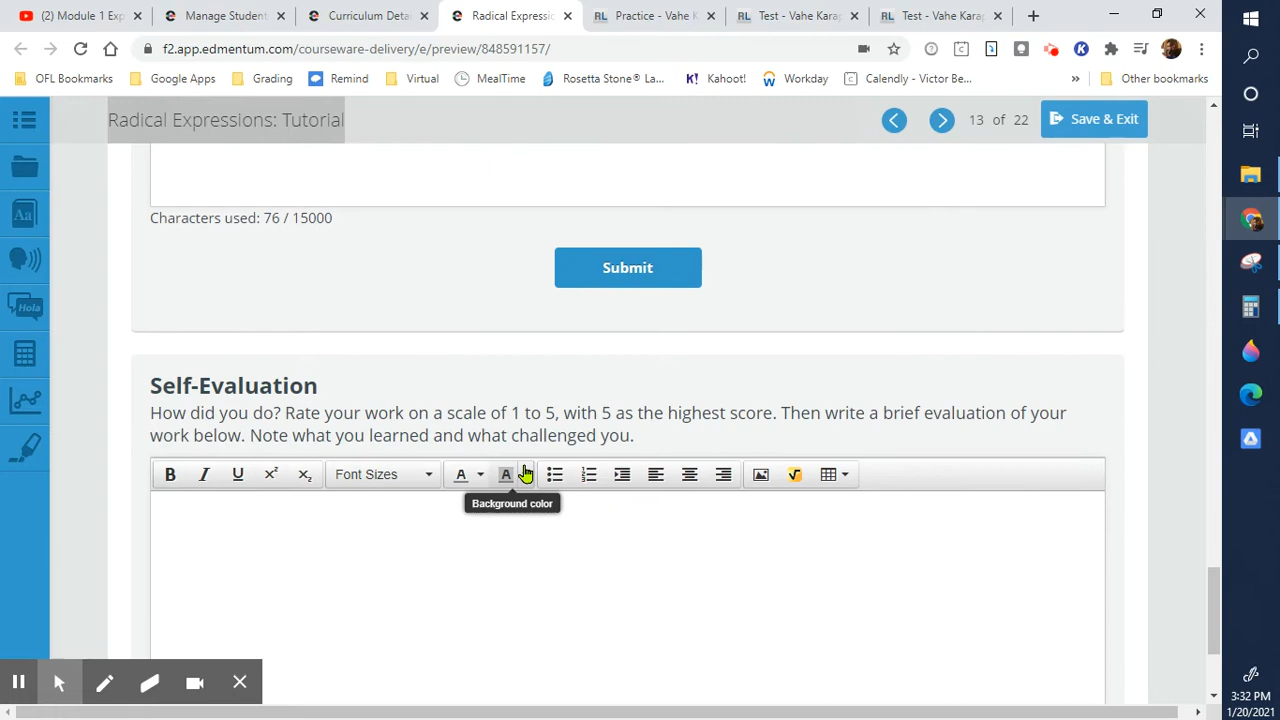 (2) Module 1 Exp
Manage Student
Curriculum Deta
Radical Expressio
Practice - Vahe Ka
Test - Vahe Kara
Test - Vahe Kara
f2.app.edmentum.com/courseware-delivery/e/preview/848591157/
OFL Bookmarks
Google Apps
Grading
Remind
Virtual
MealTime
Rosetta Stone® La...
K! Kahoot!
Workday
Calendly - Victor Be...
»
Other bookmarks
Radical Expressions: Tutorial
13 of 22
Save & Exit
Characters used: 76 / 15000
Submit
Self-Evaluation
How did you do? Rate your work on a scale of 1 to 5, with 5 as the highest score. Then write a brief evaluation of your
work below. Note what you learned and what challenged you.
B I U X² X₂ Font Sizes A A
Background color
Aa
Hola
3:32 PM
1/20/2021